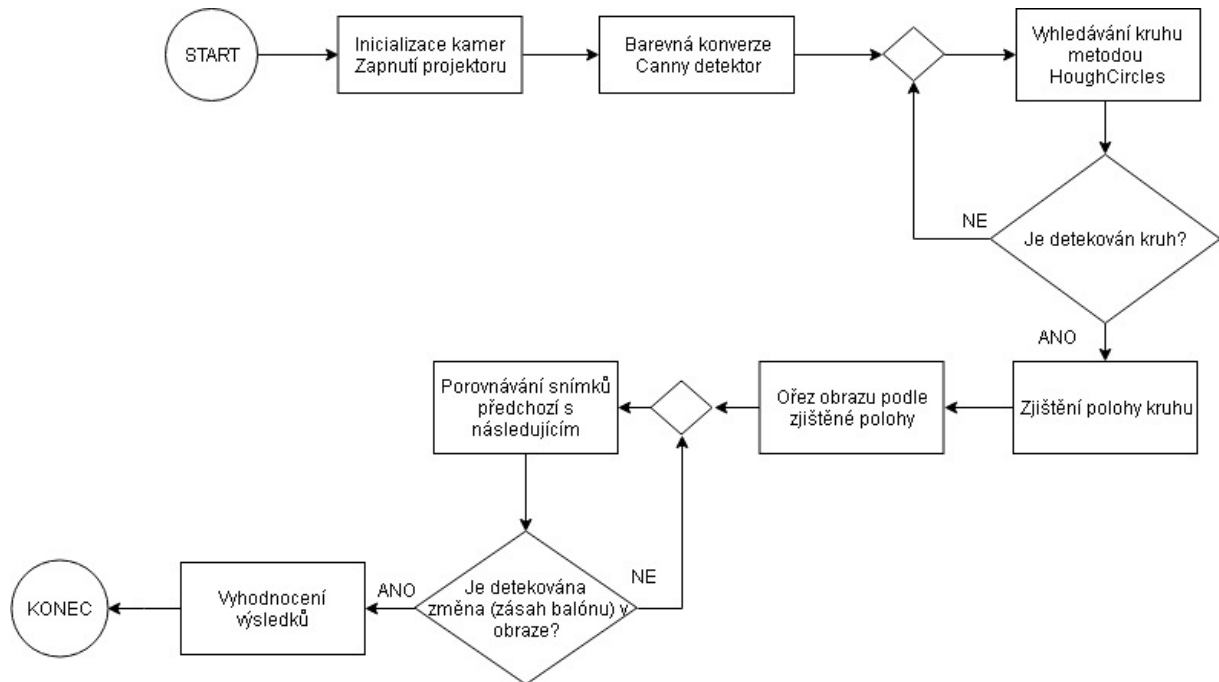 START
Inicializace kamer
Zapnutí projektoru
Barevná konverze
Canny detektor
Vyhledávání kruhu
metodou
HoughCircles
NE
Je detekován kruh?
ANO
Zjištění polohy kruhu
Ořez obrazu podle
zjištěné polohy
Porovnávání snímků
předchozí s
následujícím
NE
Je detekována
změna (zásah balónu) v
obraze?
ANO
Vyhodnocení
výsledků
KONEC